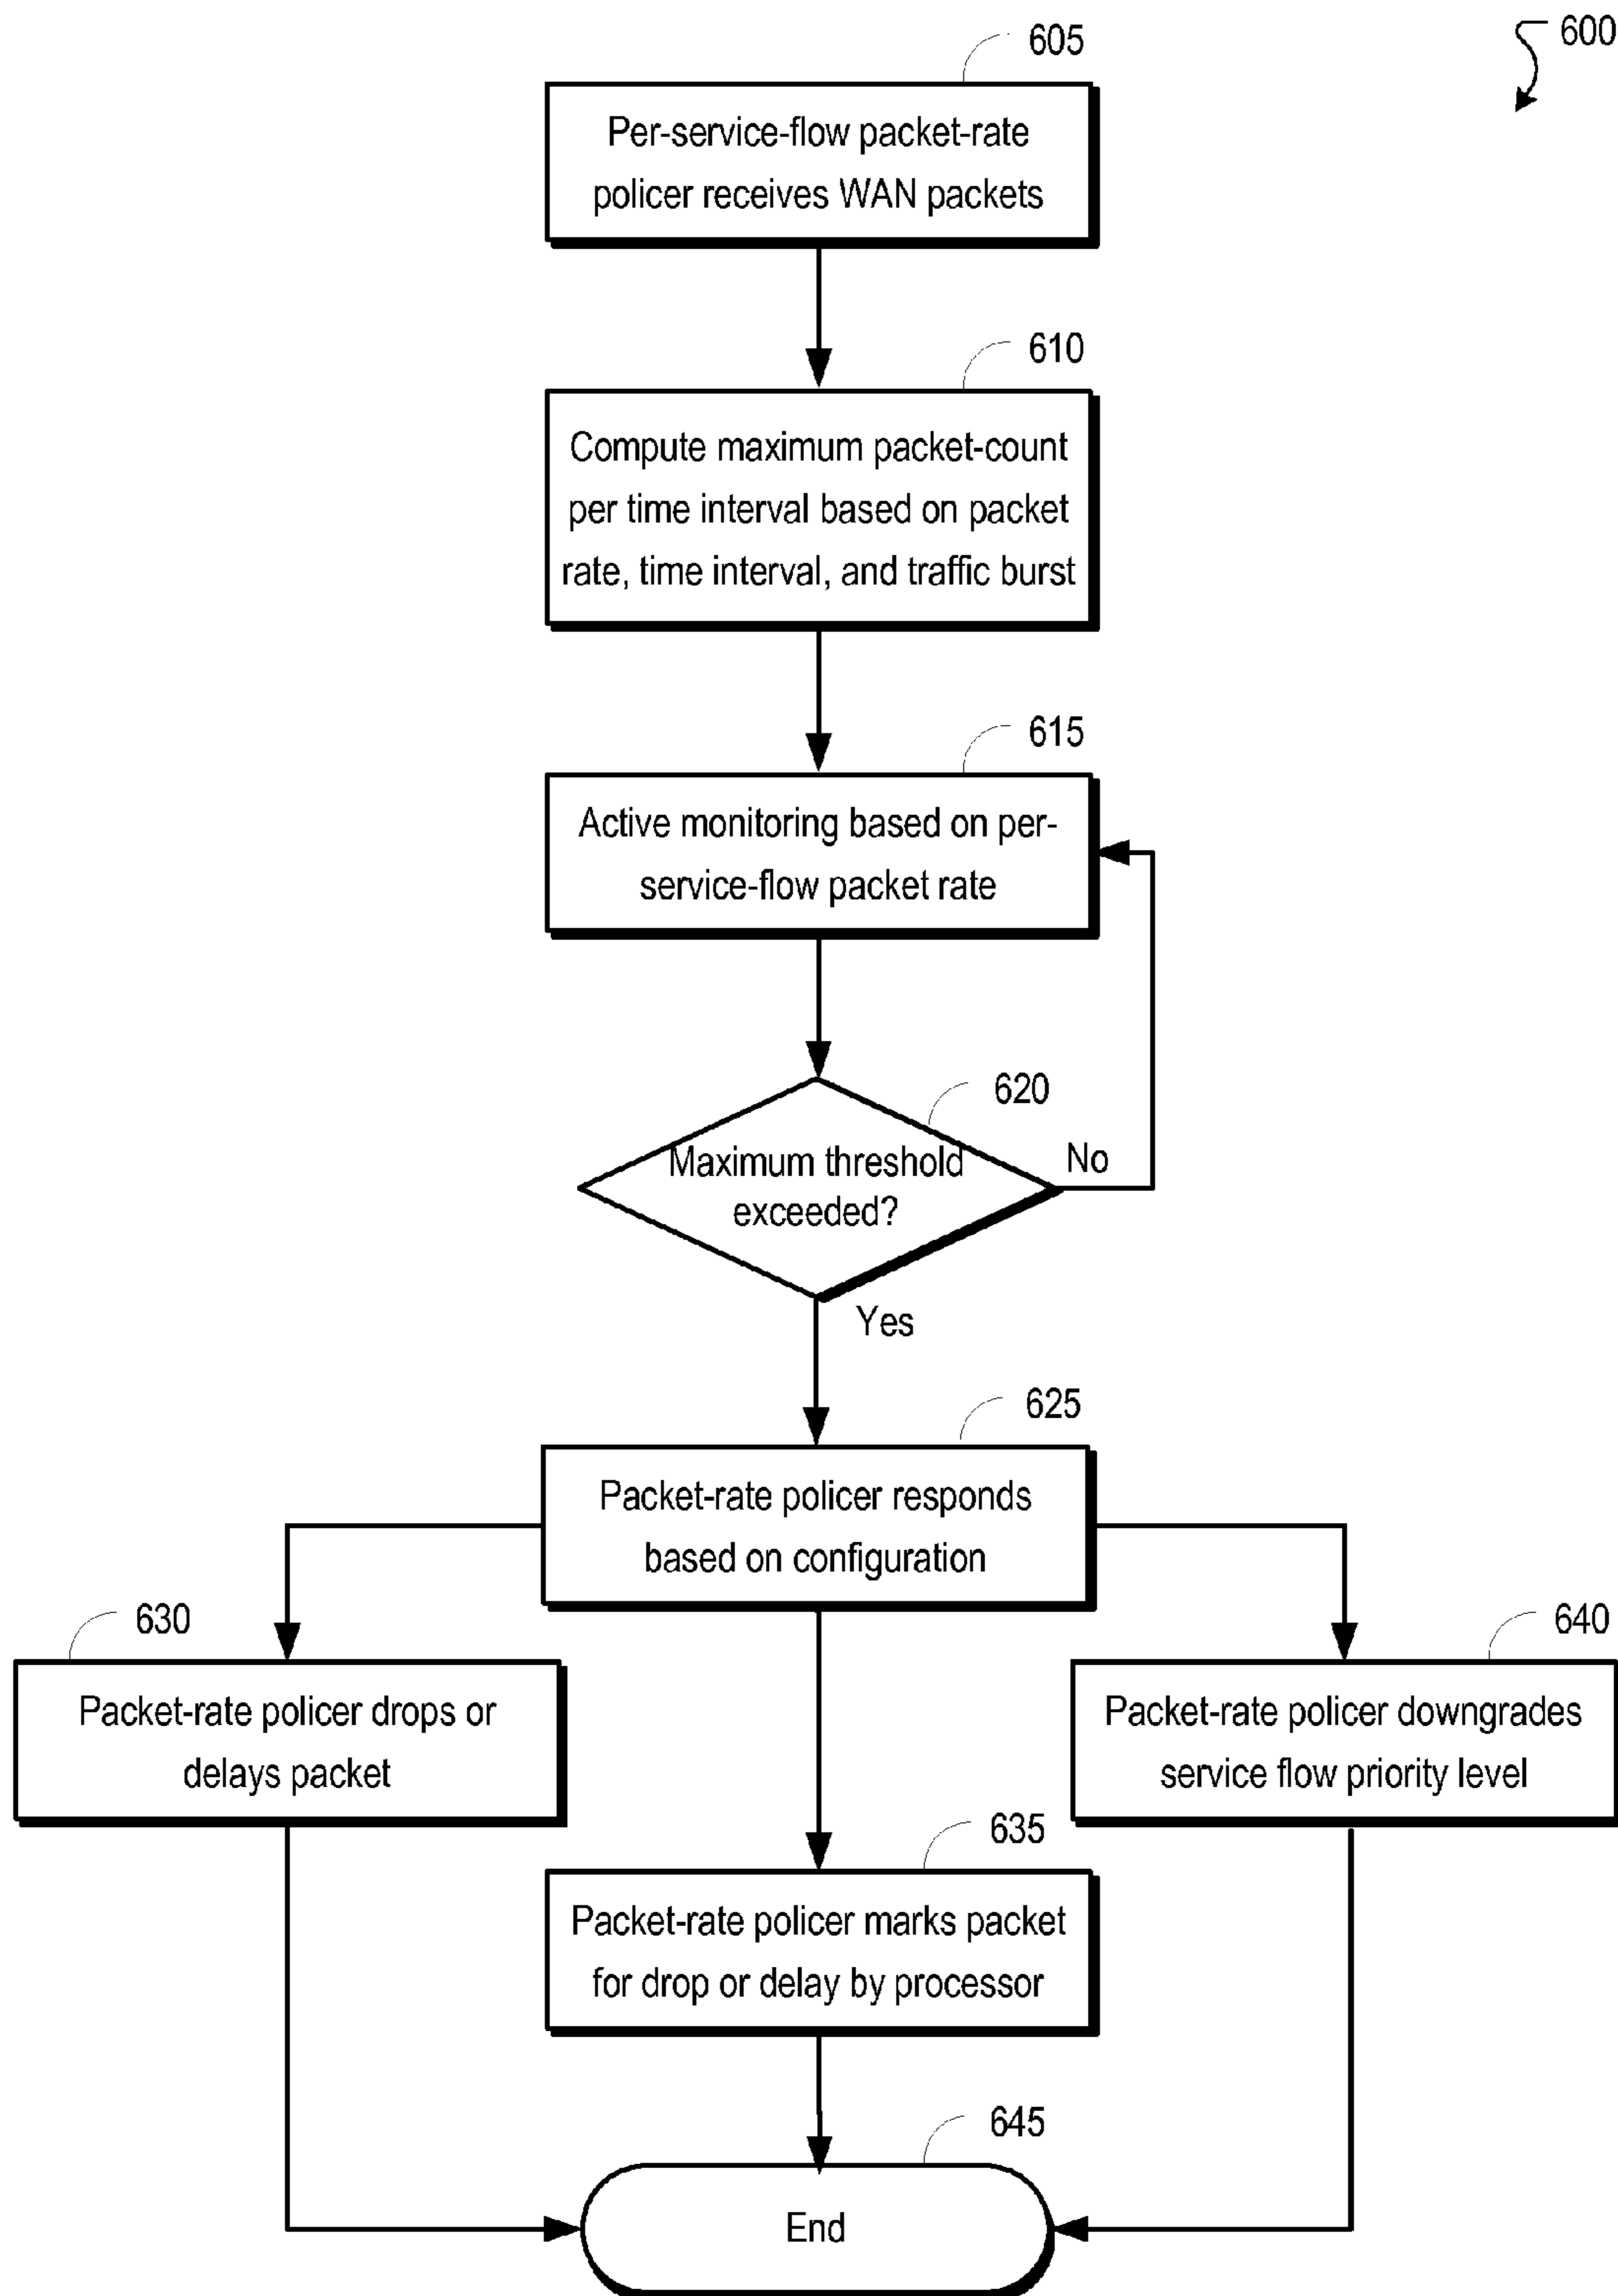 600
605
Per-service-flow packet-rate
policer receives WAN packets
610
Compute maximum packet-count
per time interval based on packet
rate, time interval, and traffic burst
615
Active monitoring based on per-
service-flow packet rate
620
Maximum threshold
exceeded?
No
Yes
625
Packet-rate policer responds
based on configuration
630
Packet-rate policer drops or
delays packet
640
Packet-rate policer downgrades
service flow priority level
635
Packet-rate policer marks packet
for drop or delay by processor
645
End